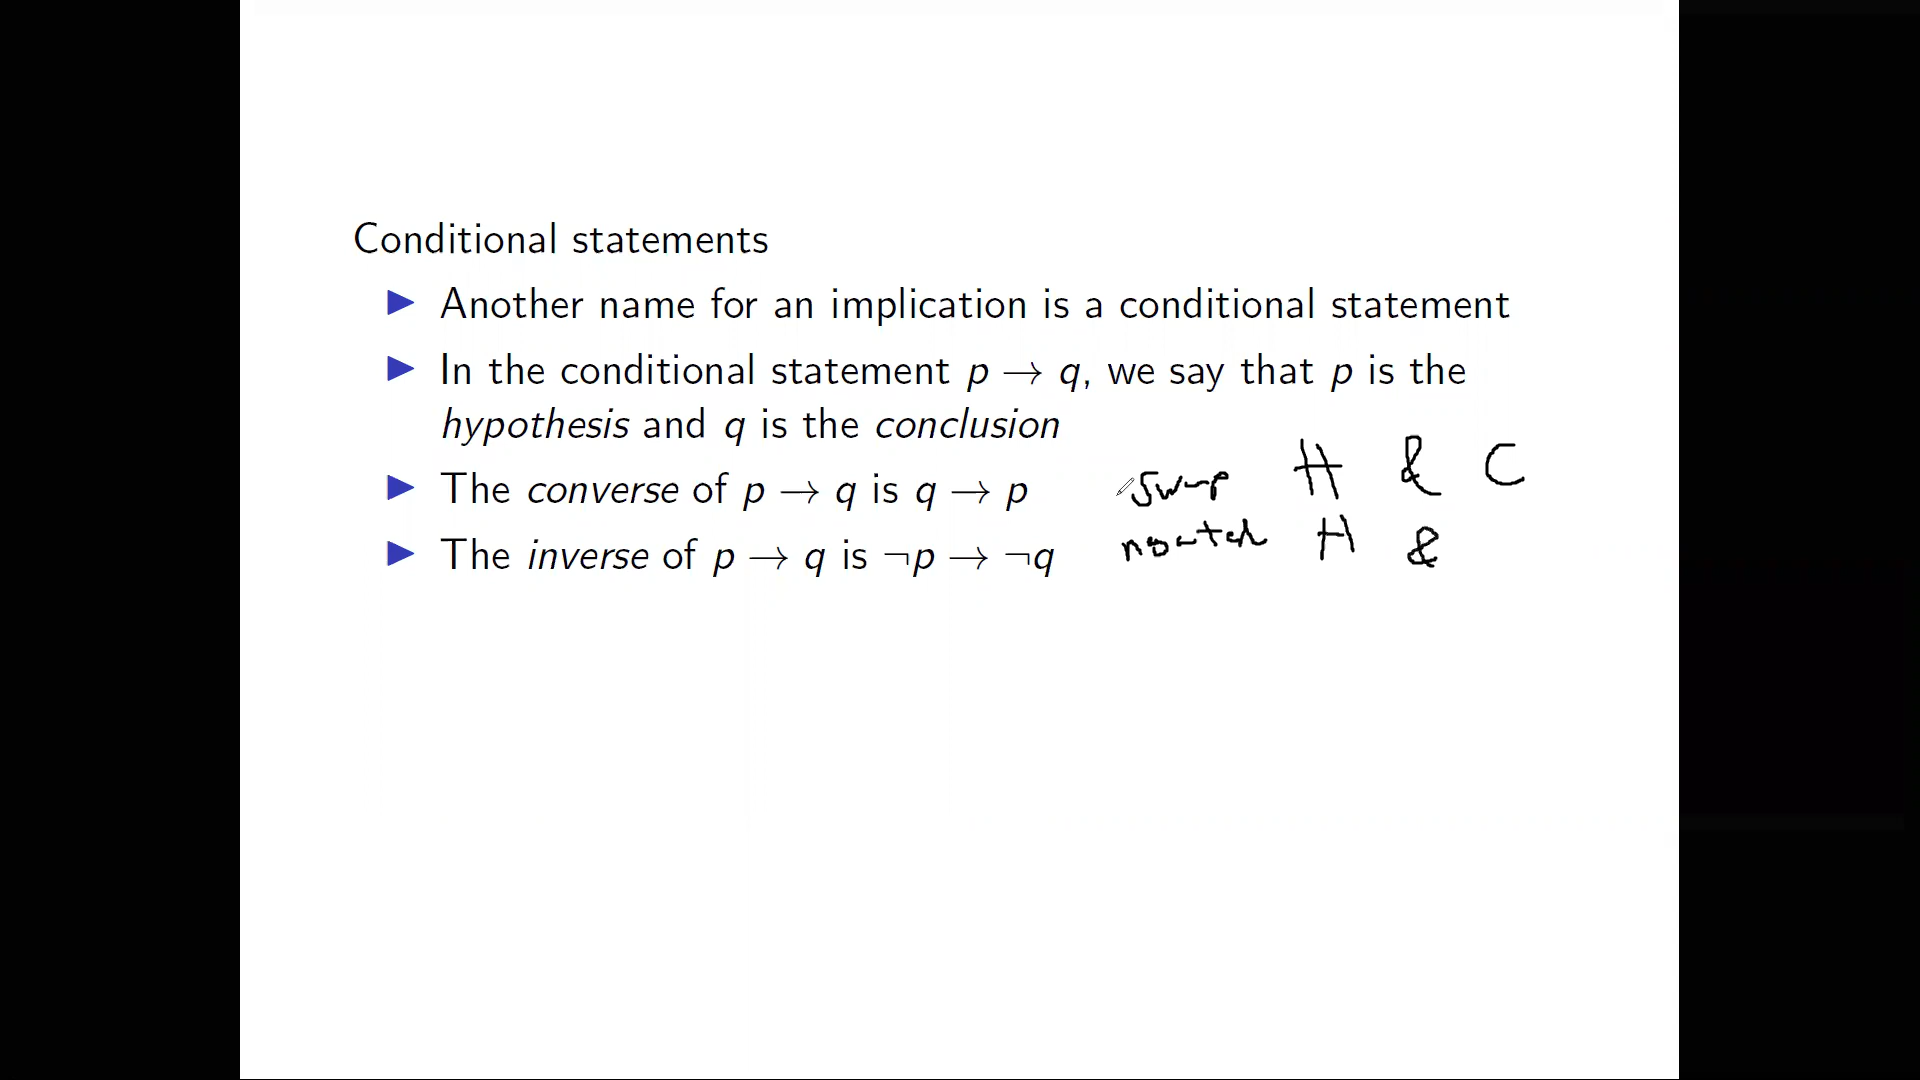 Conditional statements
▶ Another name for an implication is a conditional statement
▶ In the conditional statement p → q, we say that p is the
hypothesis and q is the conclusion
▶ The converse of p → q is q → p swap H & C
▶ The inverse of p → q is ¬p → ¬q H &